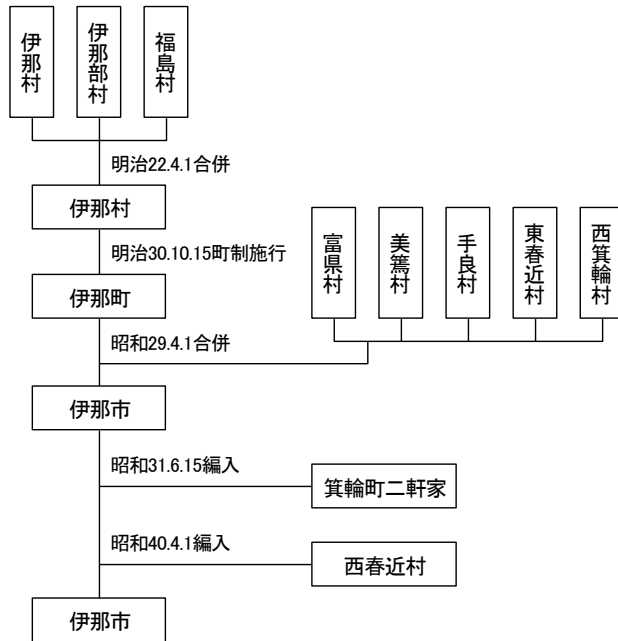 伊那村
伊那部村
福島村
明治22.4.1合併
伊那村
明治30.10.15町制施行
伊那町
富県村
美篶村
手良村
東春近村
西箕輪村
昭和29.4.1合併
伊那市
昭和31.6.15編入
箕輪町二軒家
昭和40.4.1編入
西春近村
伊那市